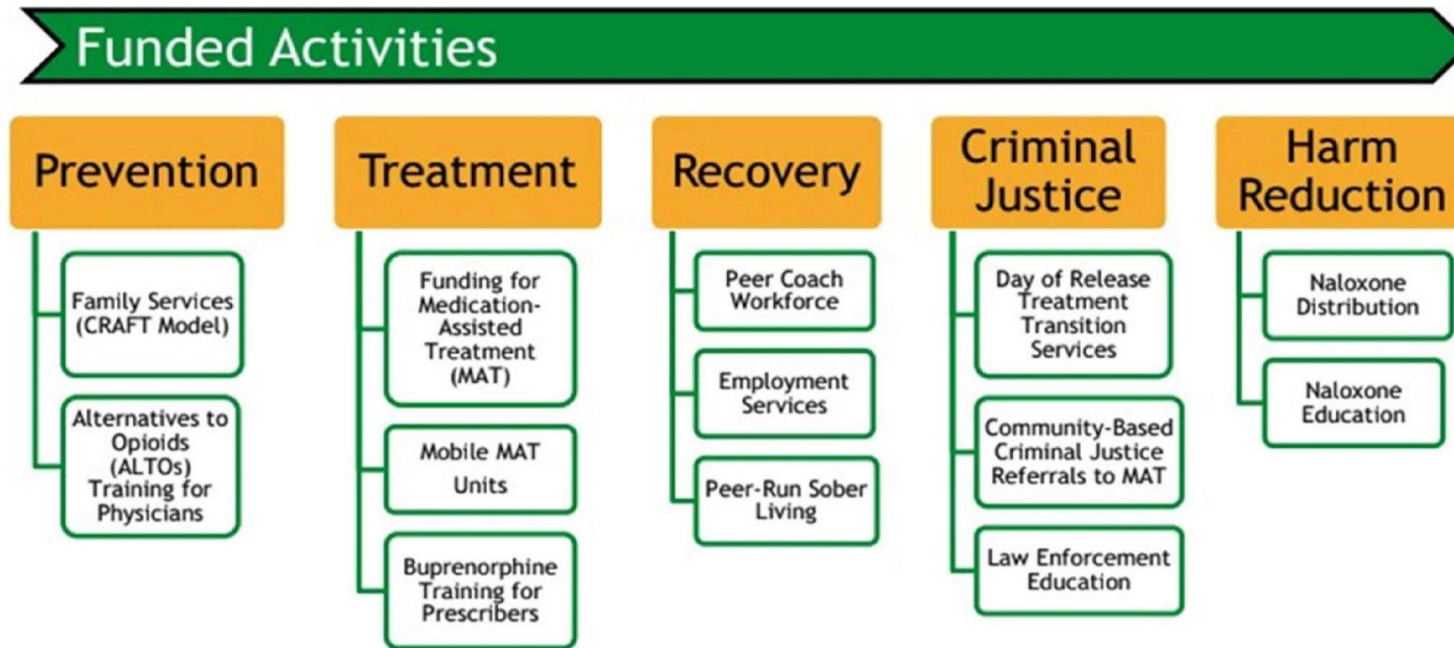 Funded Activities
Prevention
Family Services
(CRAFT Model)
Alternatives to
Opioids
(ALTOs)
Training for
Physicians
Treatment
Funding for
Medication-
Assisted
Treatment
(MAT)
Mobile MAT
Units
Buprenorphine
Training for
Prescribers
Recovery
Peer Coach
Workforce
Employment
Services
Peer-Run Sober
Living
Criminal
Justice
Day of Release
Treatment
Transition
Services
Community-Based
Criminal Justice
Referrals to MAT
Law Enforcement
Education
Harm
Reduction
Naloxone
Distribution
Naloxone
Education